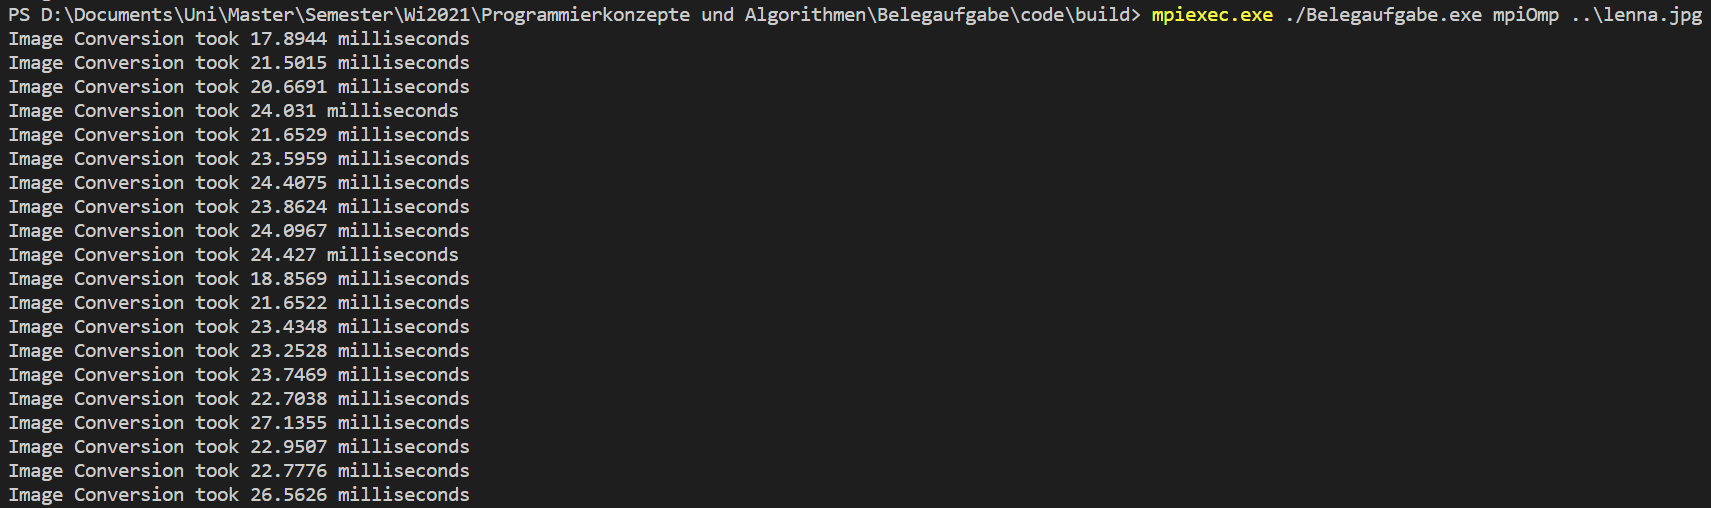 PS D:\Documents\Uni\Master\Semester\Wi2021\Programmierkonzepte und Algorithmen\Belegaufgabe\code\build> mpiexec.exe ./Belegaufgabe.exe mpiOmp ..\lenna.jpg
Image Conversion took 17.8944 milliseconds
Image Conversion took 21.5015 milliseconds
Image Conversion took 20.6691 milliseconds
Image Conversion took 24.031 milliseconds
Image Conversion took 21.6529 milliseconds
Image Conversion took 23.5959 milliseconds
Image Conversion took 24.4075 milliseconds
Image Conversion took 23.8624 milliseconds
Image Conversion took 24.0967 milliseconds
Image Conversion took 24.427 milliseconds
Image Conversion took 18.8569 milliseconds
Image Conversion took 21.6522 milliseconds
Image Conversion took 23.4348 milliseconds
Image Conversion took 23.2528 milliseconds
Image Conversion took 23.7469 milliseconds
Image Conversion took 22.7038 milliseconds
Image Conversion took 27.1355 milliseconds
Image Conversion took 22.9507 milliseconds
Image Conversion took 22.7776 milliseconds
Image Conversion took 26.5626 milliseconds